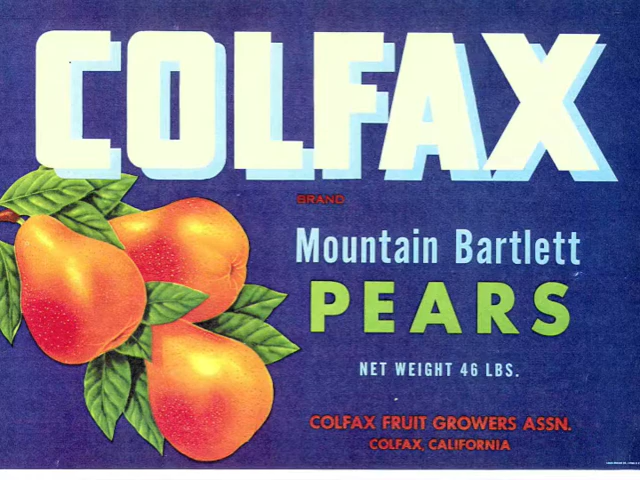 COLFAX
BRAND
Mountain Bartlett
PEARS
NET WEIGHT 46 LBS.
COLFAX FRUIT GROWERS ASSN.
COLFAX, CALIFORNIA